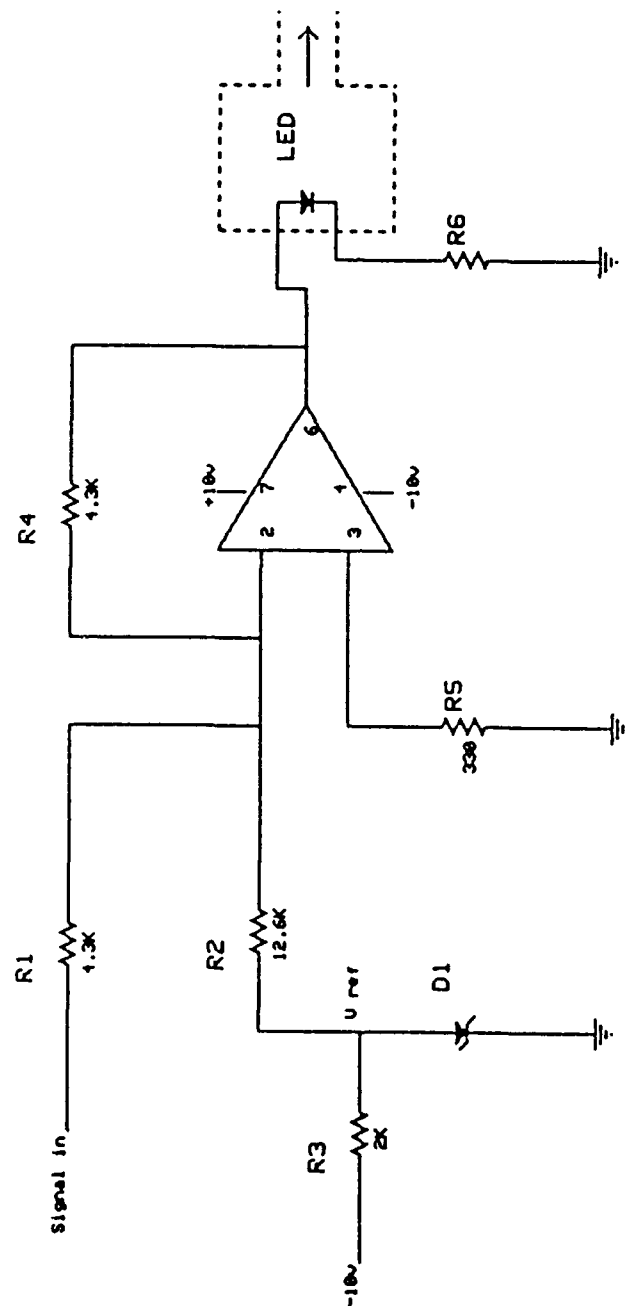 Signal in
R1
4.3K
R4
4.3K
R2
12.6K
V ref
R3
2K
-10v
D1
R5
330
+10v
-10v
2
3
7
4
6
LED
R6